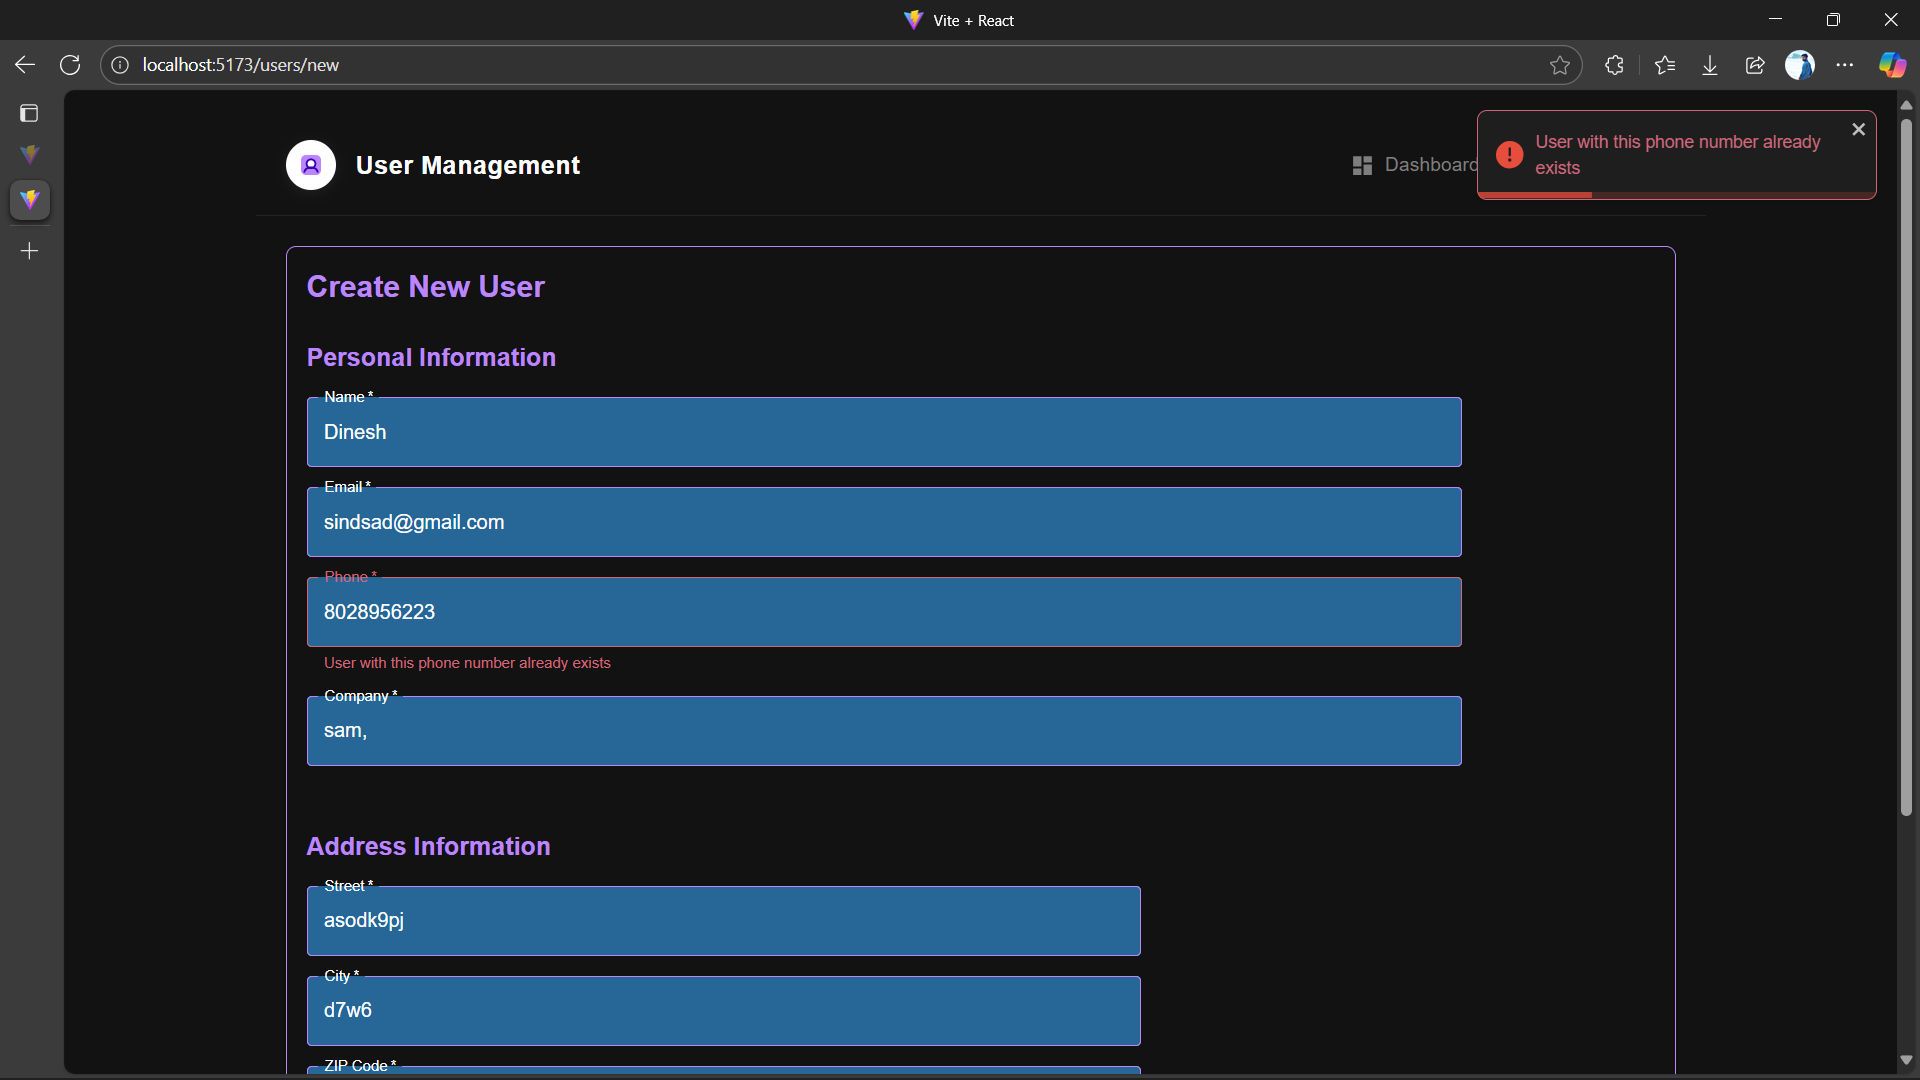 Vite + React
localhost:5173/users/new
User Management
Dashboard
User with this phone number already
exists
Create New User
Personal Information
Name *
Dinesh
Email *
sindsad@gmail.com
Phone *
8028956223
User with this phone number already exists
Company *
sam,
Address Information
Street *
asodk9pj
City *
d7w6
ZIP Code *